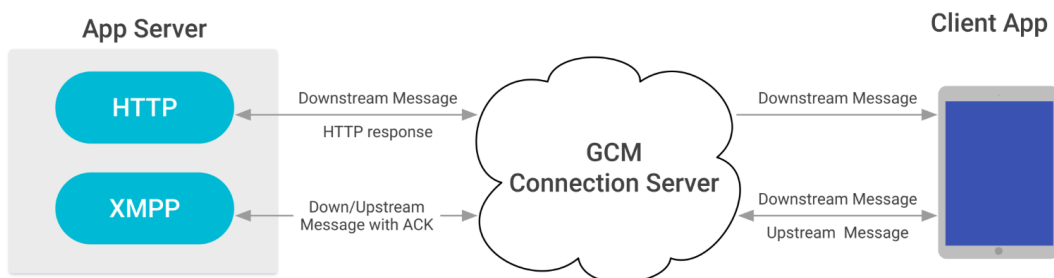 App Server
Client App
HTTP
Downstream Message
HTTP response
Downstream Message
GCM
Connection Server
XMPP
Down/Upstream
Message with ACK
Downstream Message
Upstream Message